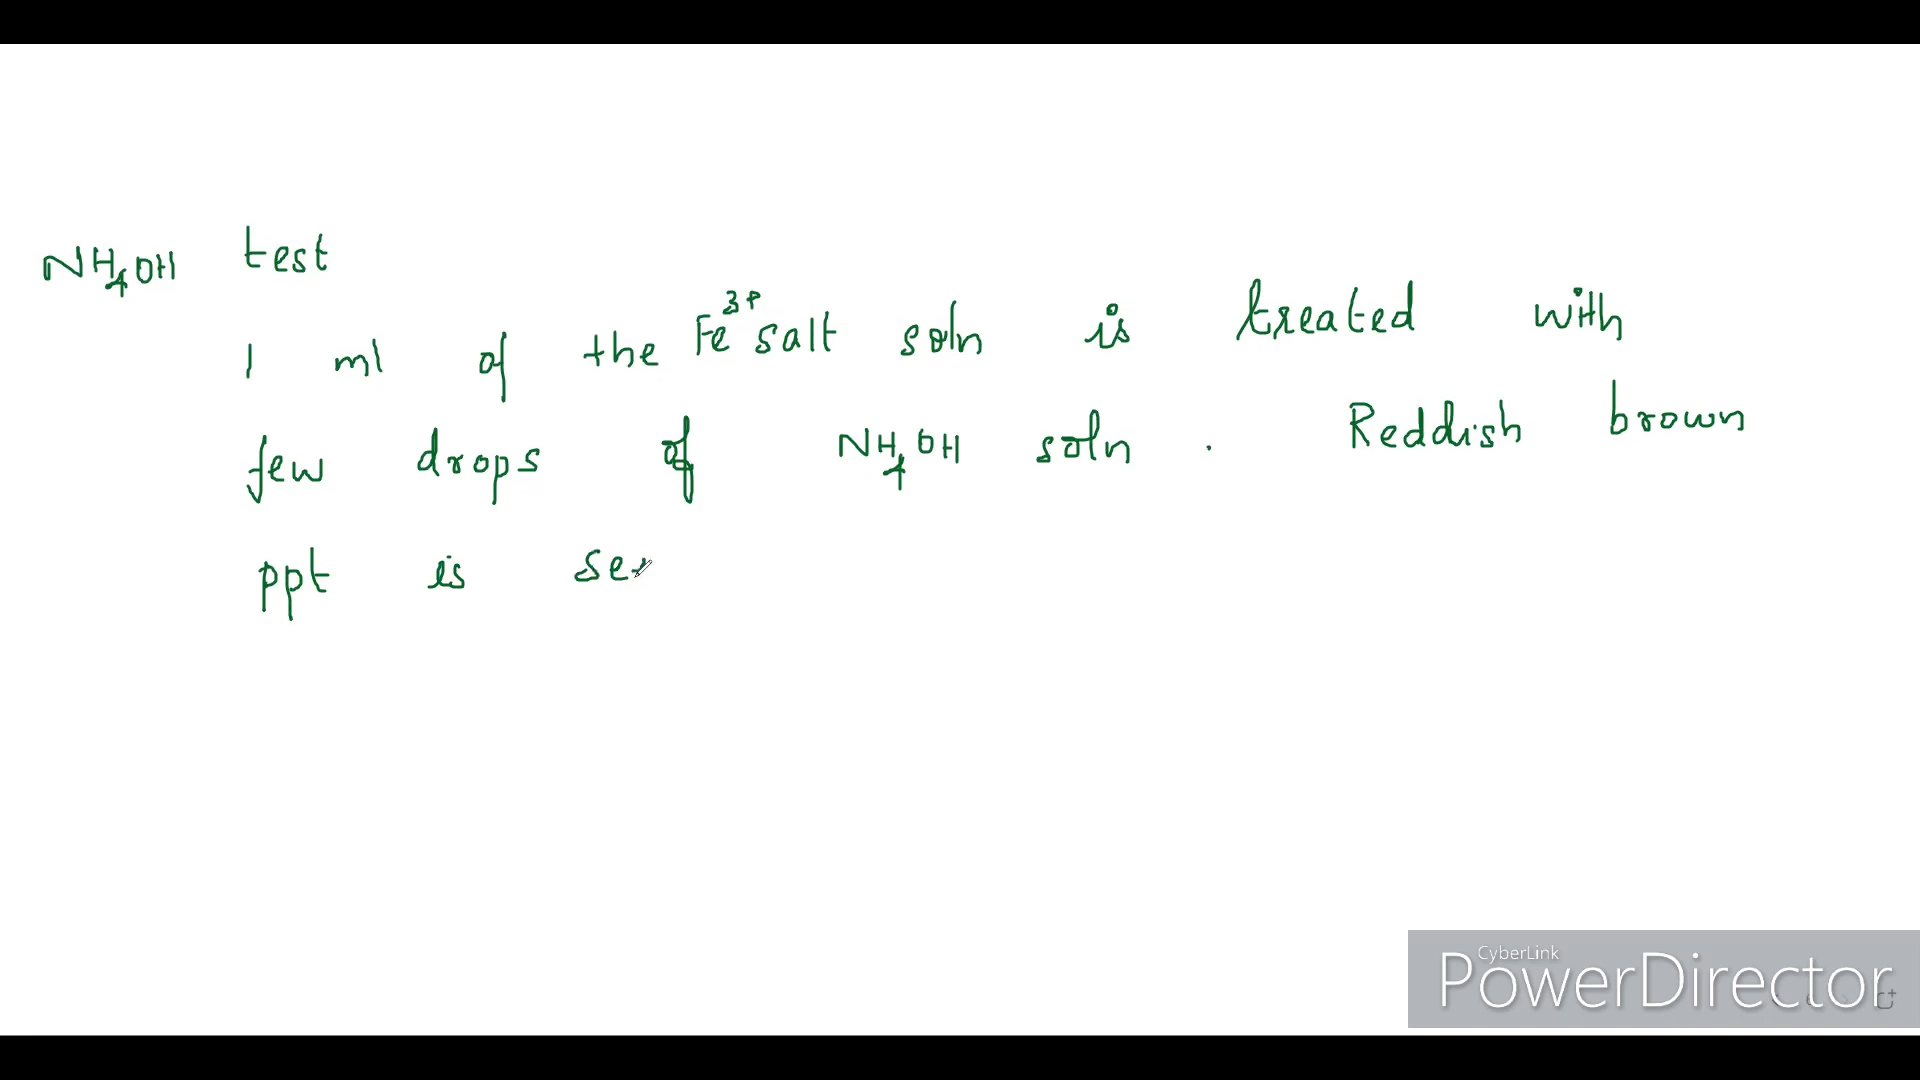 NH₄OH test
1 ml of the Fe³⁺ salt soln is treated with
few drops of NH₄OH soln . Reddish brown
ppt is
CyberLink
PowerDirector